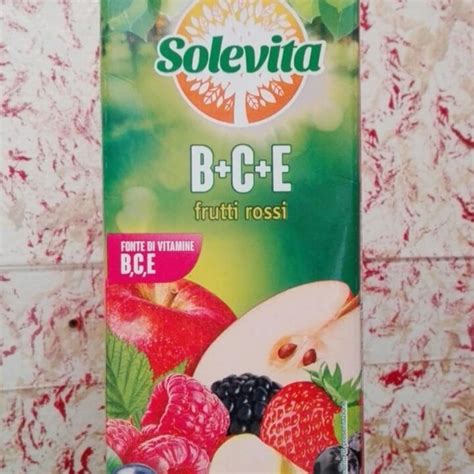 Solevita
B+C+E
frutti rossi
FONTE DI VITAMINE
B,C,E